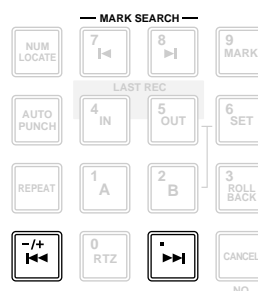 MARK SEARCH
NUM LOCATE
7
8
9 MARK
LAST REC
AUTO PUNCH
4 IN
5 OUT
6 SET
REPEAT
1 A
2 B
3 ROLL BACK
-/+
0 RTZ
.
CANCEL
NO